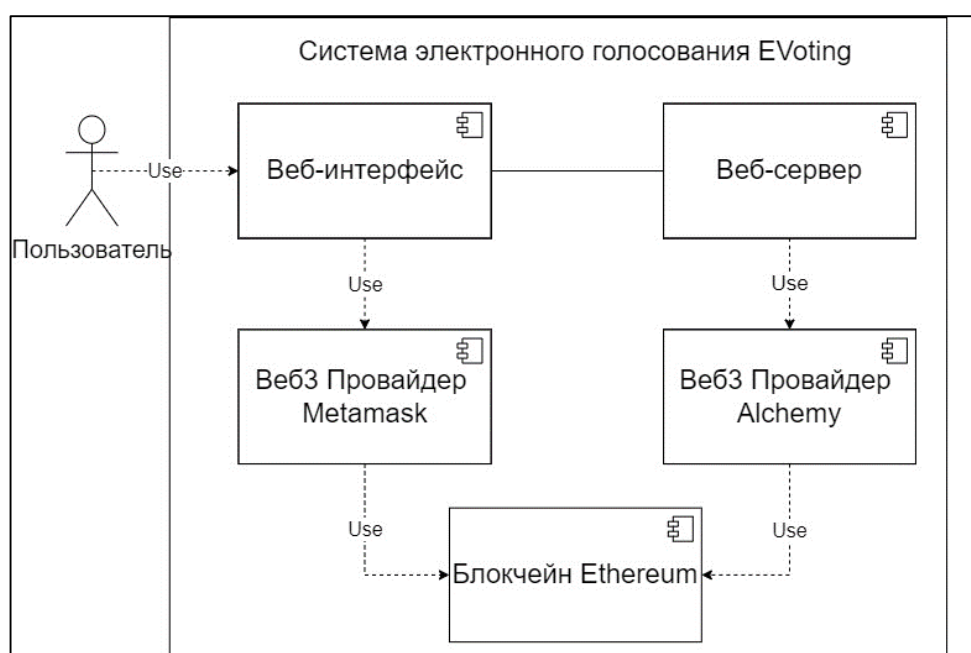 Система электронного голосования EVoting
Use
Веб-интерфейс
Веб-сервер
Пользователь
Use
Use
Веб3 Провайдер
Metamask
Веб3 Провайдер
Alchemy
Use
Use
Блокчейн Ethereum